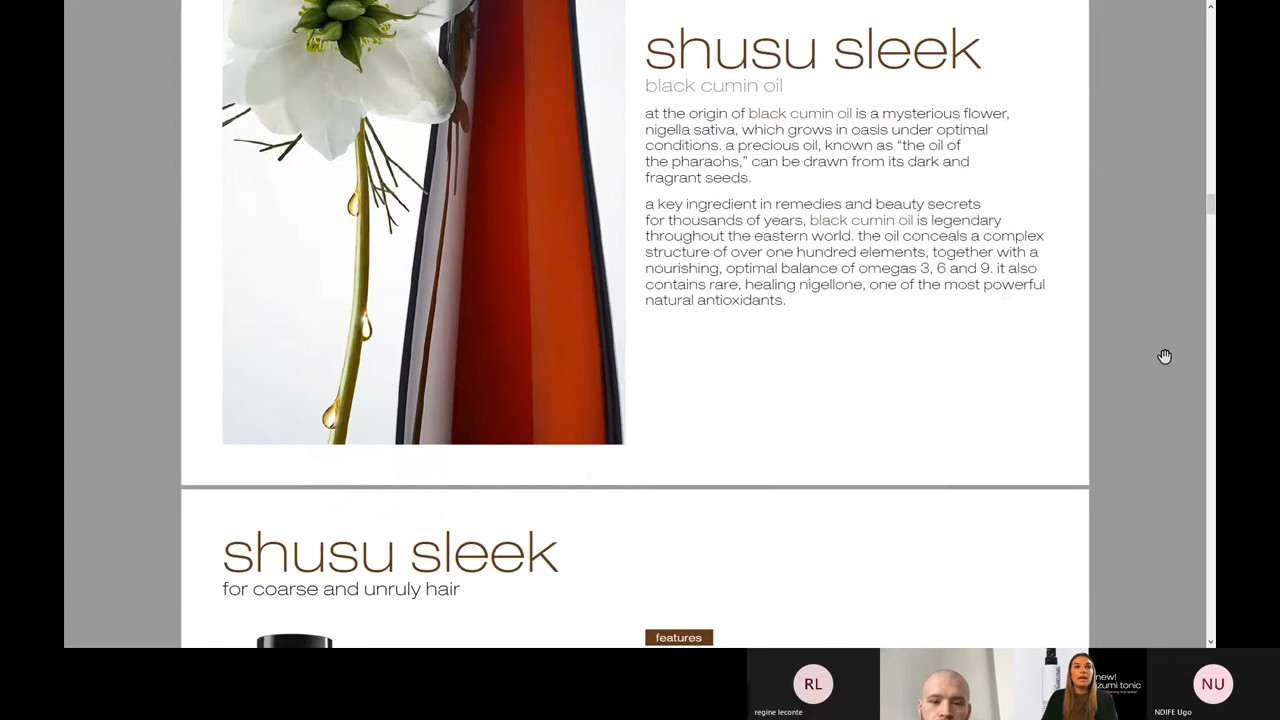 shusu sleek
black cumin oil
at the origin of black cumin oil is a mysterious flower,
nigella sativa, which grows in oasis under optimal
conditions. a precious oil, known as “the oil of
the pharaohs,” can be drawn from its dark and
fragrant seeds.
a key ingredient in remedies and beauty secrets
for thousands of years, black cumin oil is legendary
throughout the eastern world. the oil conceals a complex
structure of over one hundred elements, together with a
nourishing, optimal balance of omegas 3, 6 and 9. it also
contains rare, healing nigellone, one of the most powerful
natural antioxidants.
shusu sleek
for coarse and unruly hair
features
RL
regine leconte
new!
izumi tonic
NU
NDIFE Ugo